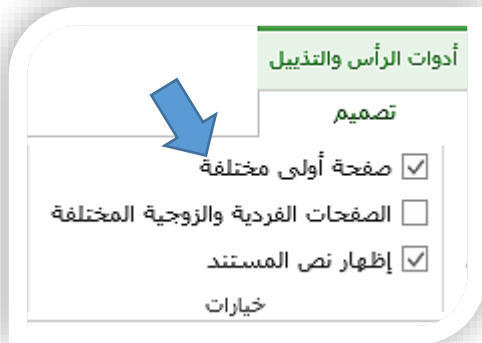 أدوات الرأس والتذييل
تصميم
صفحة أولى مختلفة
الصفحات الفردية والزوجية المختلفة
إظهار نص المستند
خيارات